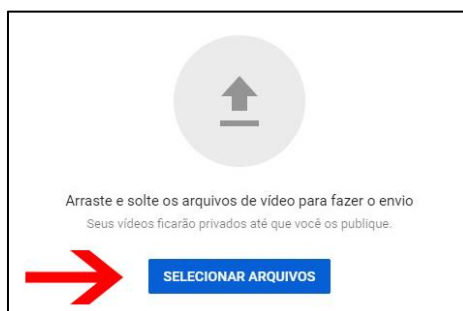 Arraste e solte os arquivos de vídeo para fazer o envio
Seus vídeos ficarão privados até que você os publique.
SELECIONAR ARQUIVOS